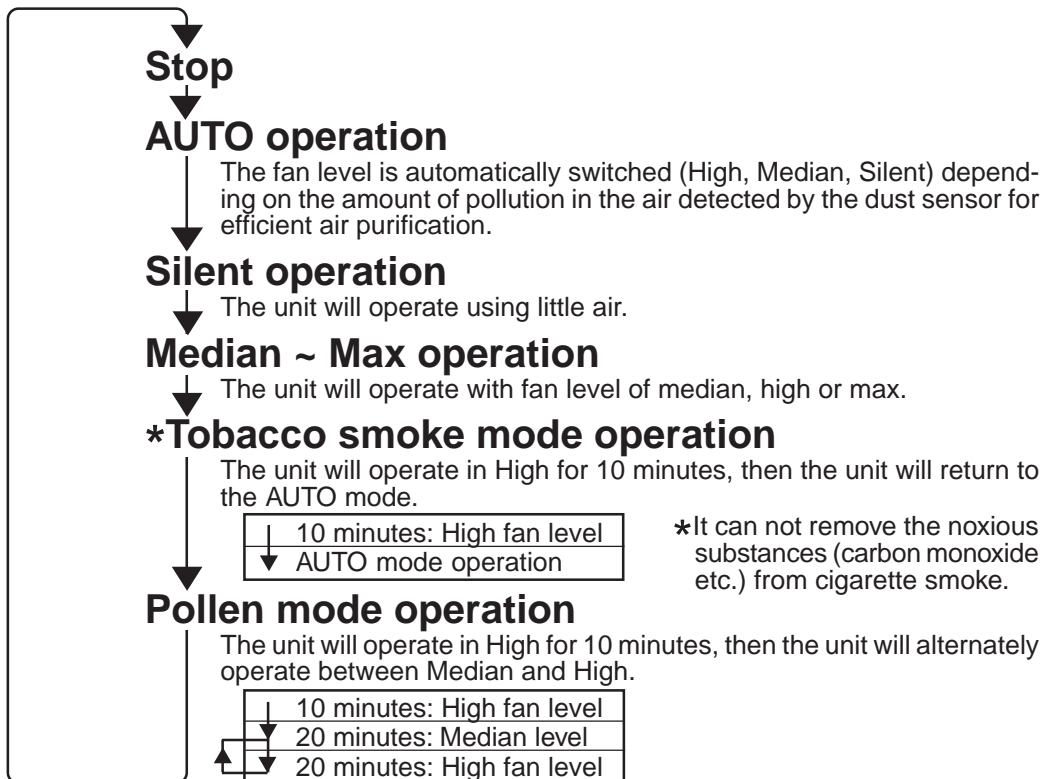 Stop
AUTO operation
The fan level is automatically switched (High, Median, Silent) depend-
ing on the amount of pollution in the air detected by the dust sensor for
efficient air purification.
Silent operation
The unit will operate using little air.
Median ~ Max operation
The unit will operate with fan level of median, high or max.
*Tobacco smoke mode operation
The unit will operate in High for 10 minutes, then the unit will return to
the AUTO mode.
10 minutes: High fan level
AUTO mode operation
*It can not remove the noxious
substances (carbon monoxide
etc.) from cigarette smoke.
Pollen mode operation
The unit will operate in High for 10 minutes, then the unit will alternately
operate between Median and High.
10 minutes: High fan level
20 minutes: Median level
20 minutes: High fan level